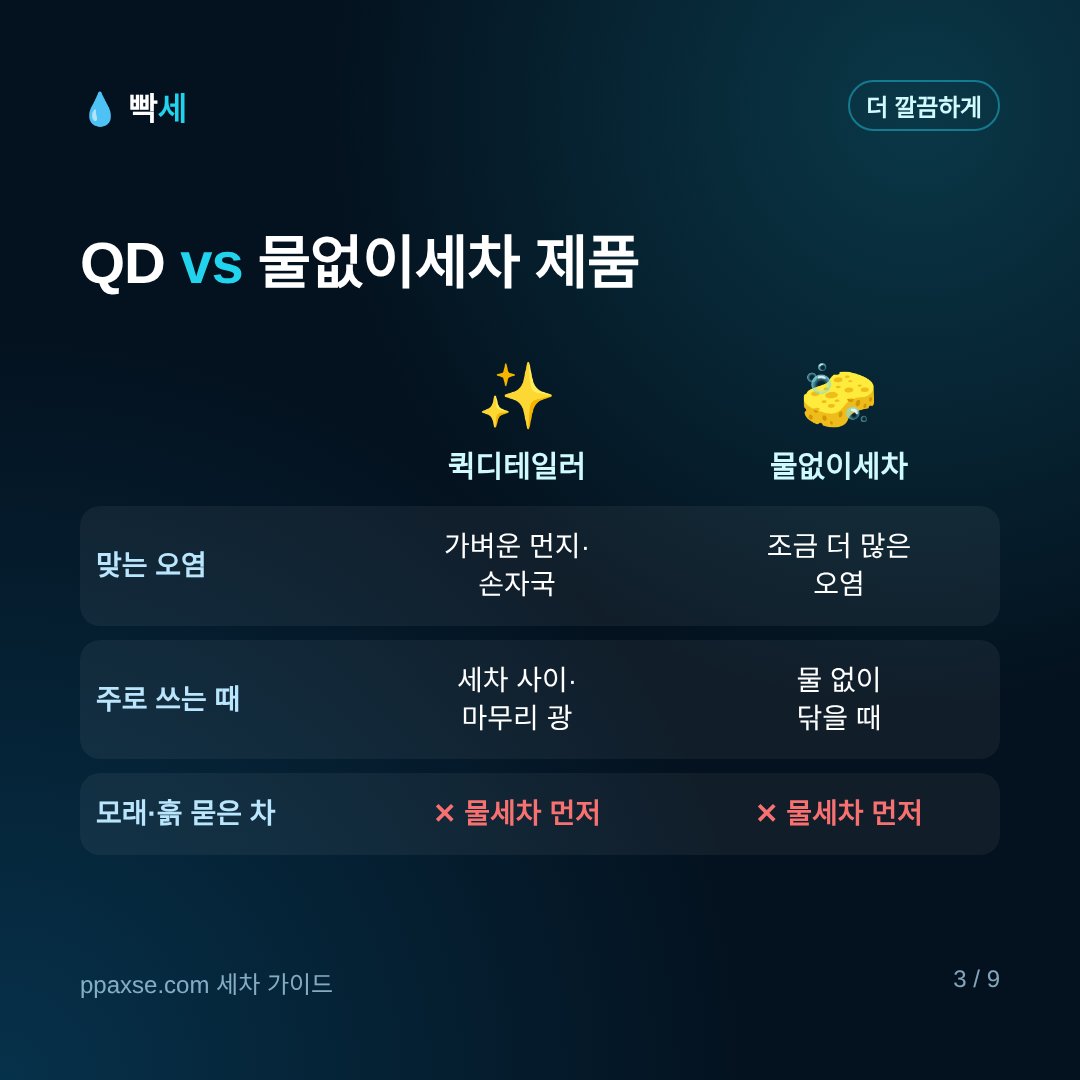 빡세
더 깔끔하게
QD vs 물없이세차 제품
퀵디테일러
물없이세차
맞는 오염
가벼운 먼지·
손자국
조금 더 많은
오염
주로 쓰는 때
세차 사이·
마무리 광
물 없이
닦을 때
모래·흙 묻은 차
✕ 물세차 먼저
✕ 물세차 먼저
ppaxse.com 세차 가이드
3 / 9